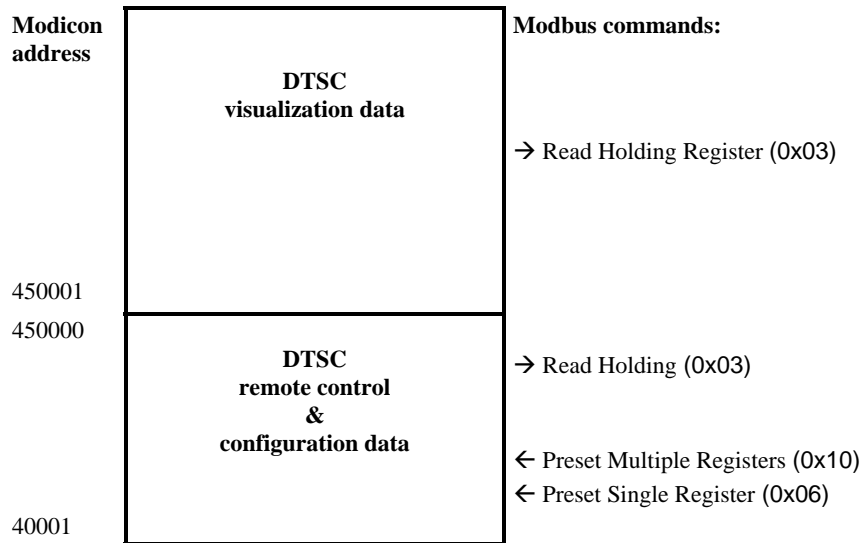 Modicon
address
Modbus commands:
DTSC
visualization data
→ Read Holding Register (0x03)
450001
450000
DTSC
remote control
&
configuration data
→ Read Holding (0x03)
← Preset Multiple Registers (0x10)
← Preset Single Register (0x06)
40001